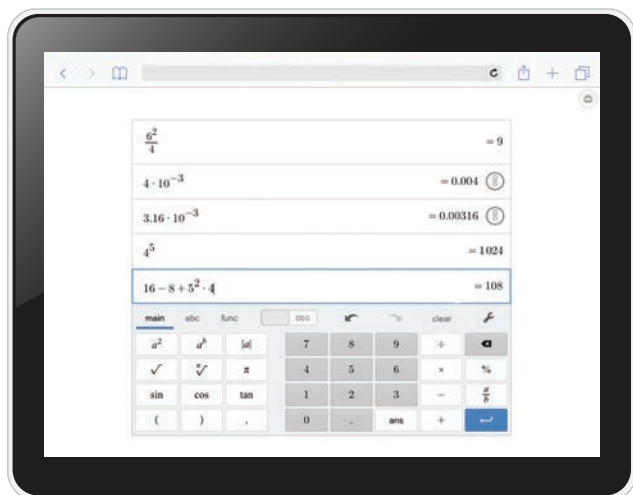 6²/4 = 9
4 · 10⁻³ = 0.004
3.16 · 10⁻³ = 0.00316
4⁵ = 1024
16 − 8 + 5² · 4 = 108
main abc func DEG clear
a² aᵇ |a| 7 8 9 ÷
√ ⁿ√ π 4 5 6 × %
sin cos tan 1 2 3 − a/b
( ) , 0 . ans +